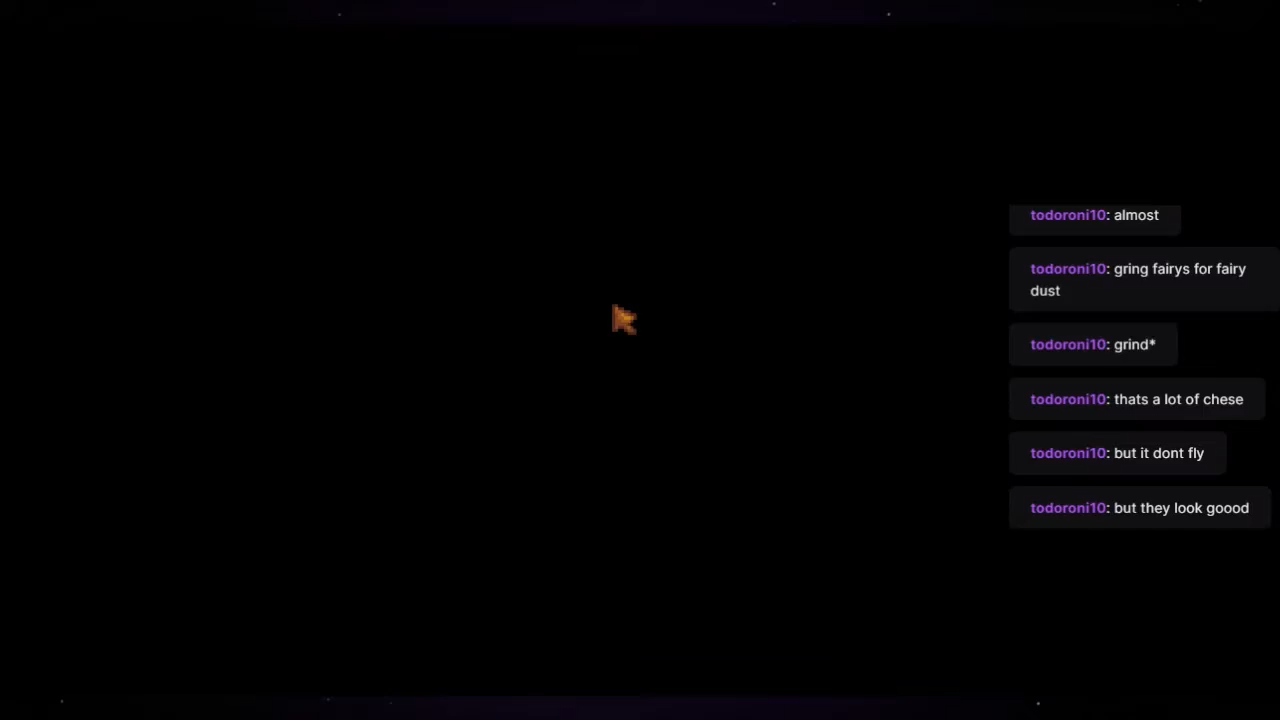 todoroni10: almost
todoroni10: gring fairys for fairy
dust
todoroni10: grind*
todoroni10: thats a lot of chese
todoroni10: but it dont fly
todoroni10: but they look goood